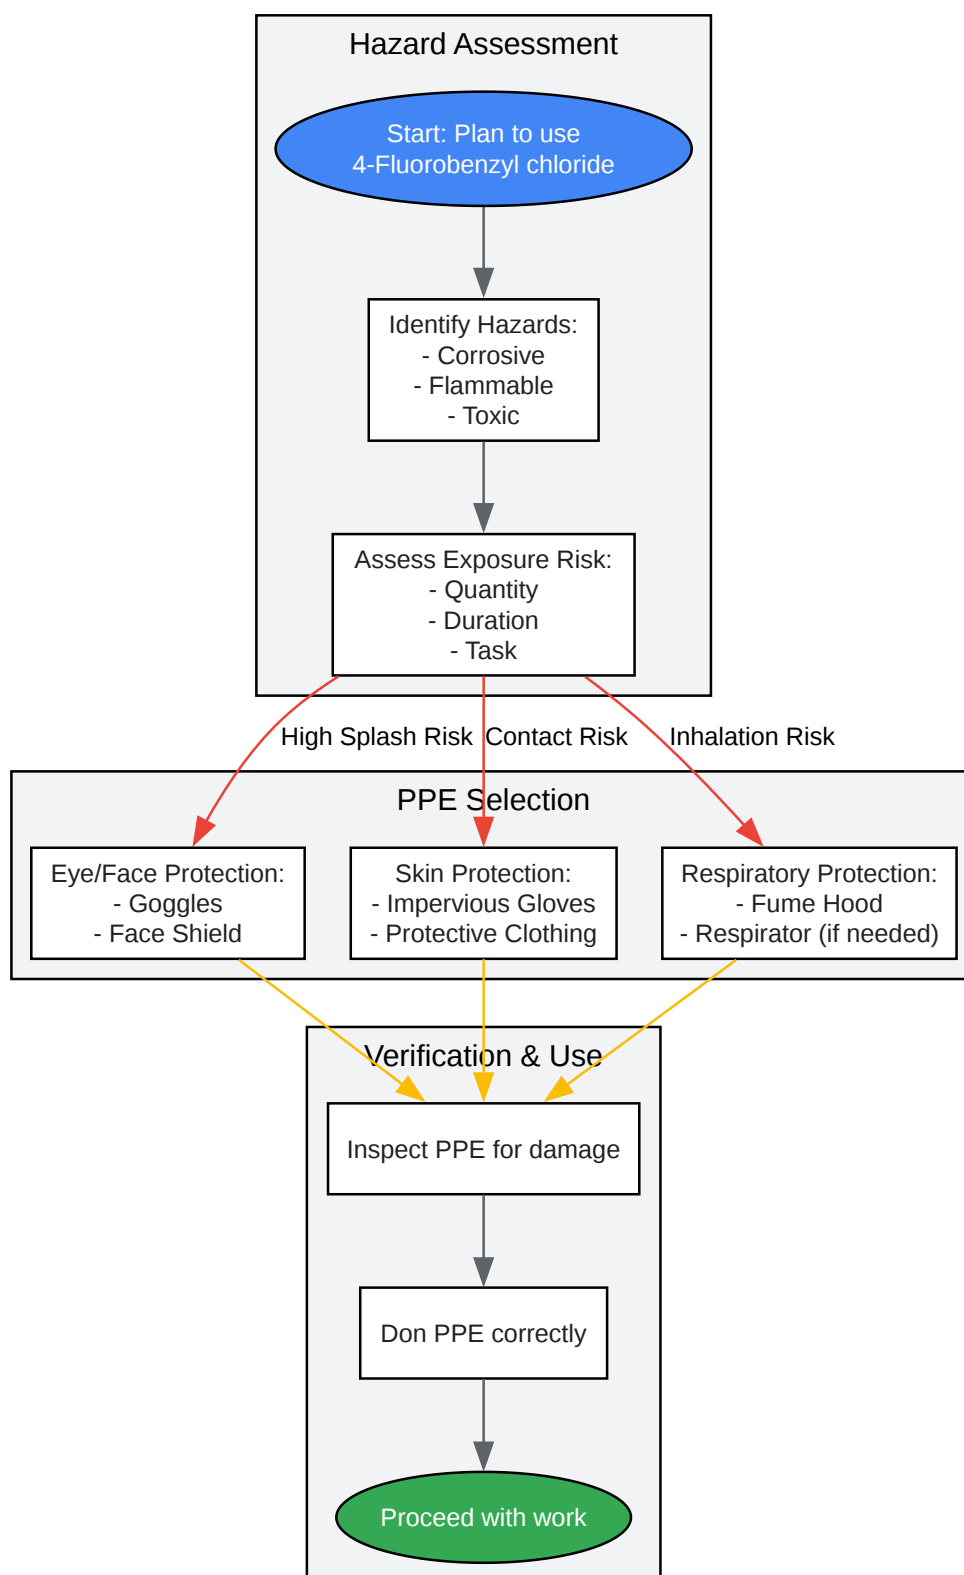 Hazard Assessment
Start: Plan to use
4-Fluorobenzyl chloride
Identify Hazards:
- Corrosive
- Flammable
- Toxic
Assess Exposure Risk:
- Quantity
- Duration
- Task
High Splash Risk
Contact Risk
Inhalation Risk
PPE Selection
Eye/Face Protection:
- Goggles
- Face Shield
Skin Protection:
- Impervious Gloves
- Protective Clothing
Respiratory Protection:
- Fume Hood
- Respirator (if needed)
Verification & Use
Inspect PPE for damage
Don PPE correctly
Proceed with work